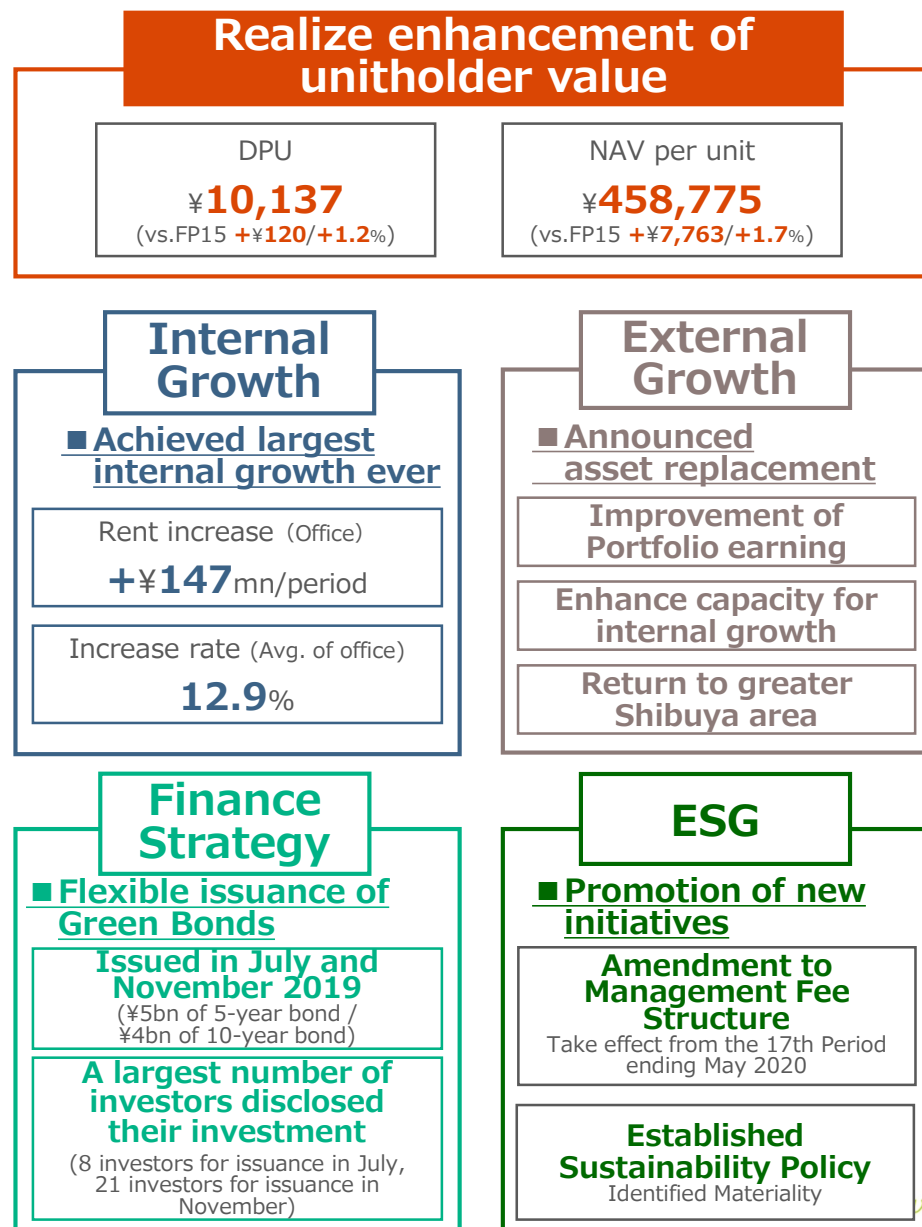 Realize enhancement of
unitholder value
DPU
¥10,137
(vs.FP15 +¥120/+1.2%)
NAV per unit
¥458,775
(vs.FP15 +¥7,763/+1.7%)
Internal
Growth
■Achieved largest
internal growth ever
Rent increase (Office)
+¥147mn/period
Increase rate (Avg. of office)
12.9%
External
Growth
■Announced
asset replacement
Improvement of
Portfolio earning
Enhance capacity for
internal growth
Return to greater
Shibuya area
Finance
Strategy
■Flexible issuance of
Green Bonds
Issued in July and
November 2019
(¥5bn of 5-year bond /
¥4bn of 10-year bond)
A largest number of
investors disclosed
their investment
(8 investors for issuance in July,
21 investors for issuance in
November)
ESG
■Promotion of new
initiatives
Amendment to
Management Fee
Structure
Take effect from the 17th Period
ending May 2020
Established
Sustainability Policy
Identified Materiality